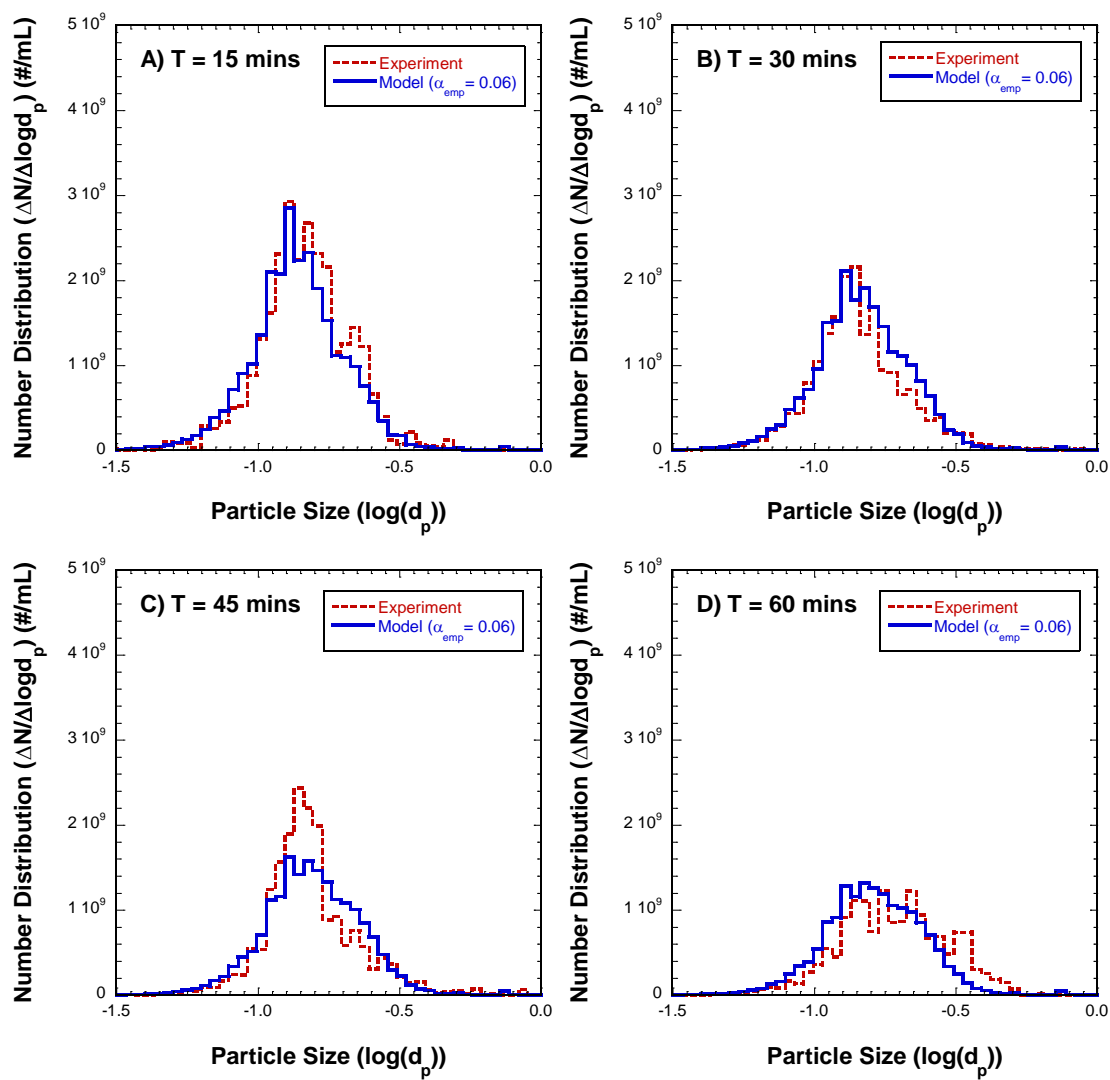 A) T = 15 mins
Experiment
Model (α_emp = 0.06)
Number Distribution (ΔN/Δlogd_p) (#/mL)
5 10^9
4 10^9
3 10^9
2 10^9
1 10^9
0
-1.5 -1.0 -0.5 0.0
Particle Size (log(d_p))
B) T = 30 mins
Experiment
Model (α_emp = 0.06)
Number Distribution (ΔN/Δlogd_p) (#/mL)
5 10^9
4 10^9
3 10^9
2 10^9
1 10^9
0
-1.5 -1.0 -0.5 0.0
Particle Size (log(d_p))
C) T = 45 mins
Experiment
Model (α_emp = 0.06)
Number Distribution (ΔN/Δlogd_p) (#/mL)
5 10^9
4 10^9
3 10^9
2 10^9
1 10^9
0
-1.5 -1.0 -0.5 0.0
Particle Size (log(d_p))
D) T = 60 mins
Experiment
Model (α_emp = 0.06)
Number Distribution (ΔN/Δlogd_p) (#/mL)
5 10^9
4 10^9
3 10^9
2 10^9
1 10^9
0
-1.5 -1.0 -0.5 0.0
Particle Size (log(d_p))